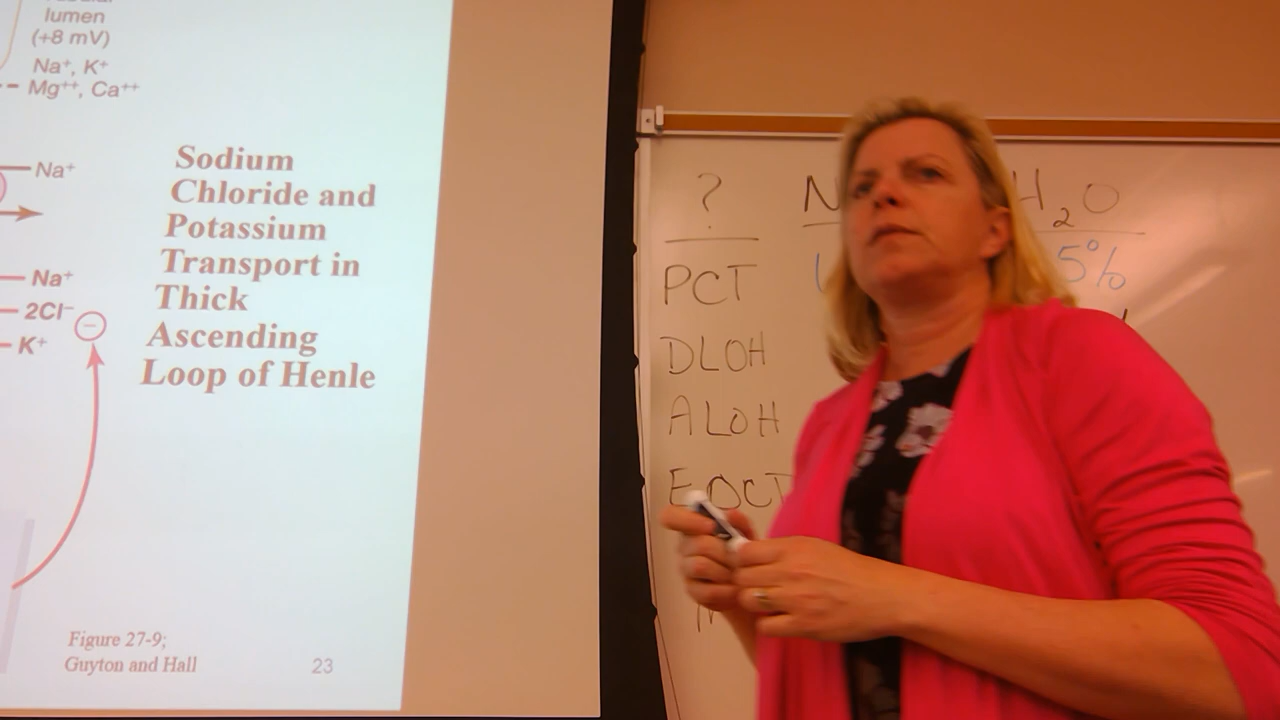 lumen
(+8 mV)
Na⁺, K⁺
Mg⁺⁺, Ca⁺⁺
Na⁺
Na⁺
2Cl⁻
K⁺
Sodium
Chloride and
Potassium
Transport in
Thick
Ascending
Loop of Henle
Figure 27-9;
Guyton and Hall
23
? H₂O
PCT 5%
DLOH
ALOH
EDCT